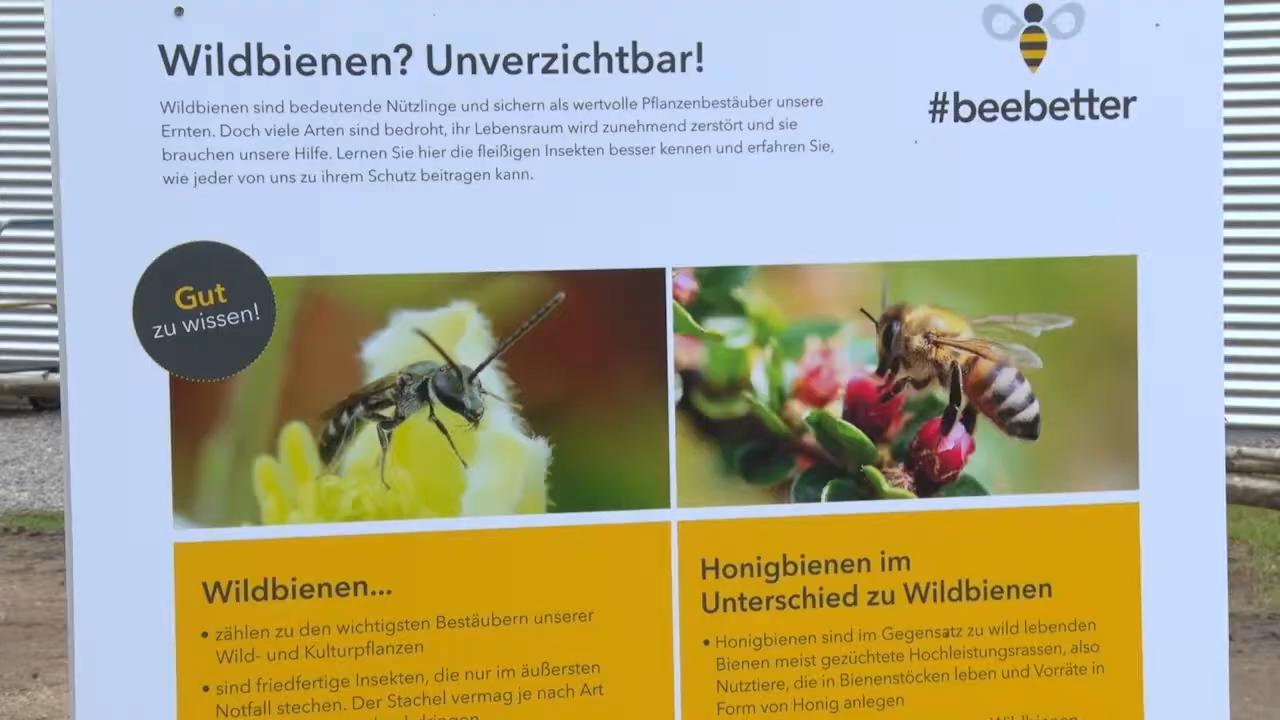 Wildbienen? Unverzichtbar!
Wildbienen sind bedeutende Nützlinge und sichern als wertvolle Pflanzenbestäuber unsere
Ernten. Doch viele Arten sind bedroht, ihr Lebensraum wird zunehmend zerstört und sie
brauchen unsere Hilfe. Lernen Sie hier die fleißigen Insekten besser kennen und erfahren Sie,
wie jeder von uns zu ihrem Schutz beitragen kann.
#beebetter
Gut
zu wissen!
Wildbienen...
• zählen zu den wichtigsten Bestäubern unserer
Wild- und Kulturpflanzen
• sind friedfertige Insekten, die nur im äußersten
Notfall stechen. Der Stachel vermag je nach Art
Honigbienen im
Unterschied zu Wildbienen
• Honigbienen sind im Gegensatz zu wild lebenden
Bienen meist gezüchtete Hochleistungsrassen, also
Nutztiere, die in Bienenstöcken leben und Vorräte in
Form von Honig anlegen
Wildbienen